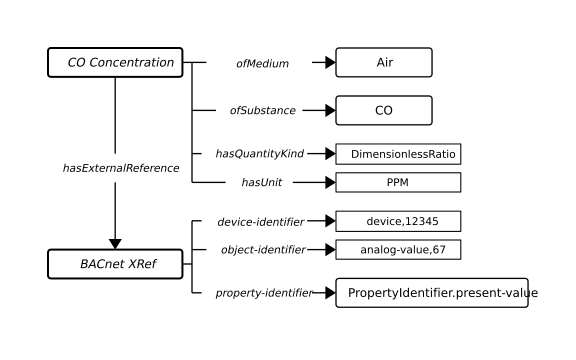 CO Concentration
ofMedium
Air
ofSubstance
CO
hasQuantityKind
DimensionlessRatio
hasExternalReference
hasUnit
PPM
device-identifier
device,12345
object-identifier
analog-value,67
BACnet XRef
property-identifier
PropertyIdentifier.present-value